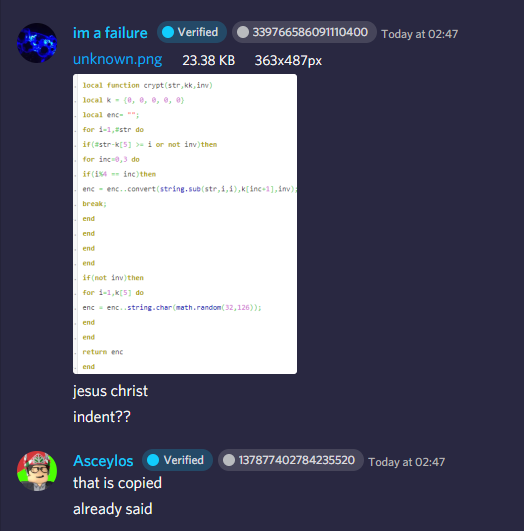 im a failure Verified 339766586091110400 Today at 02:47
unknown.png 23.38 KB 363x487px
local function crypt(str,kk,inv)
local k = {0, 0, 0, 0, 0}
local enc= "";
for i=1,#str do
if(#str-k[5] >= i or not inv)then
for inc=0,3 do
if(i%4 == inc)then
enc = enc..convert(string.sub(str,i,i),k[inc+1],inv);
break;
end
end
end
end
if(not inv)then
for i=1,k[5] do
enc = enc..string.char(math.random(32,126));
end
end
return enc
end
jesus christ
indent??
Asceylos Verified 137877402784235520 Today at 02:47
that is copied
already said